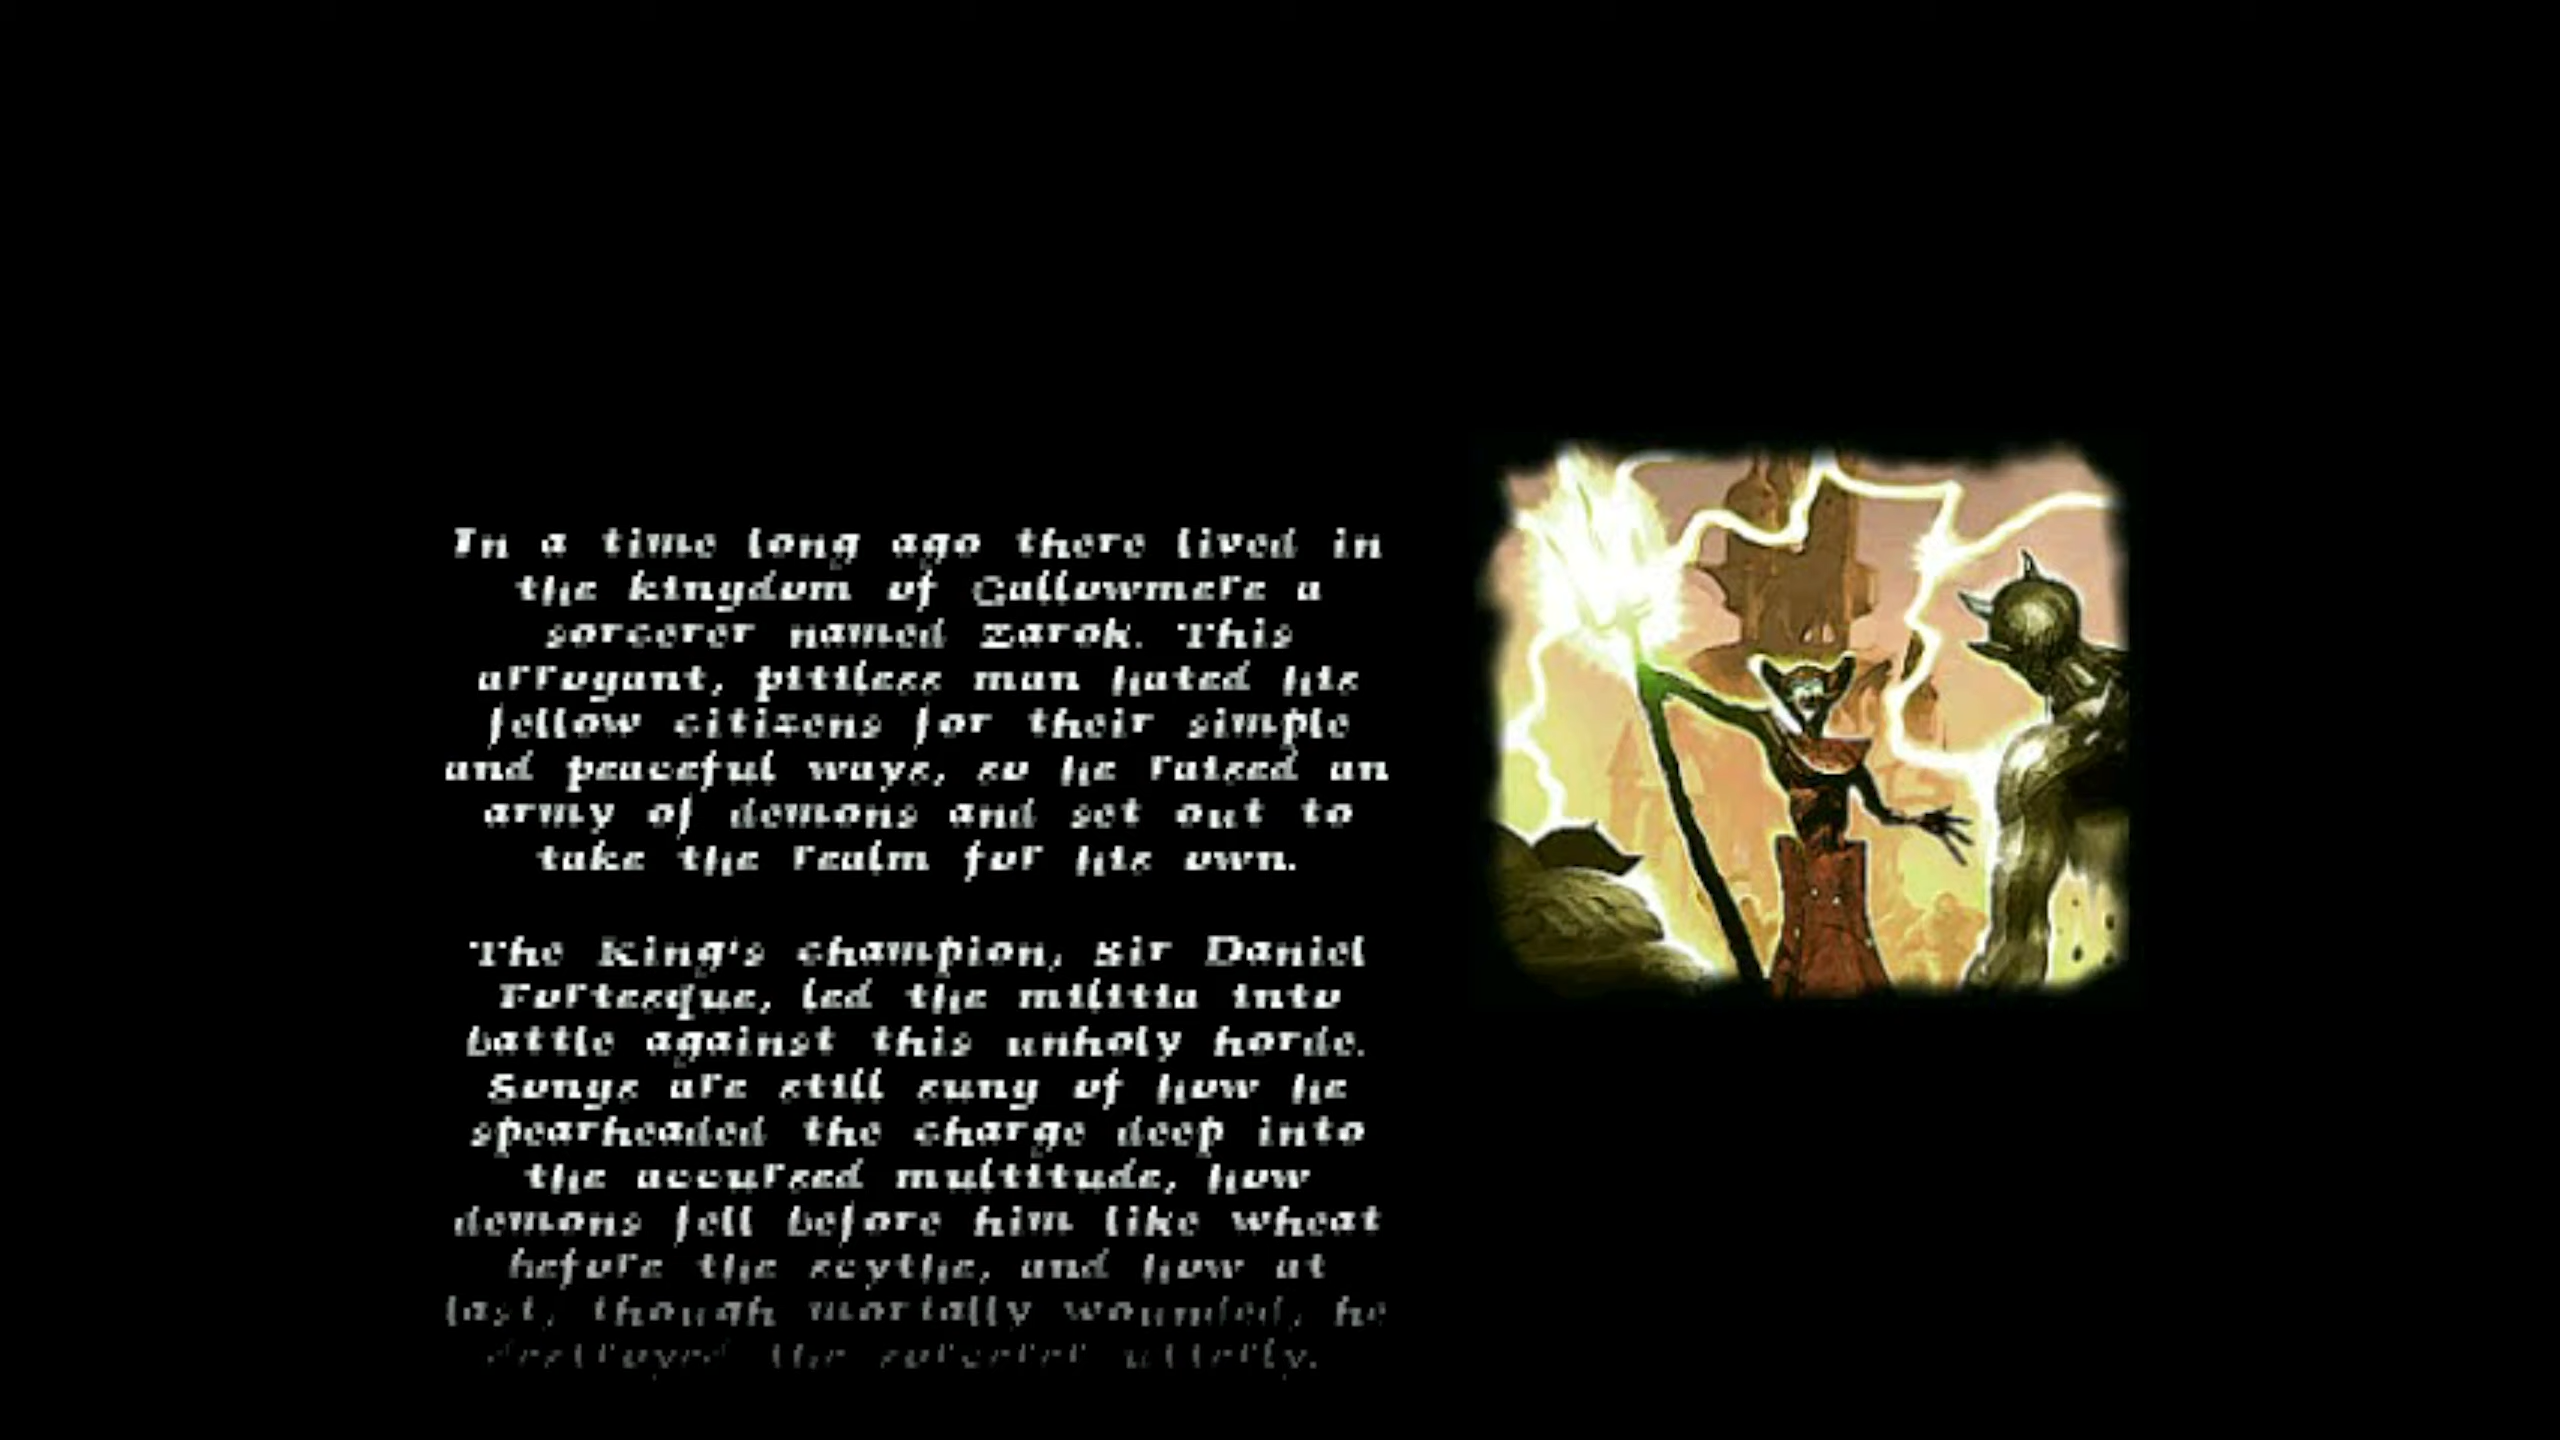 In a time long ago there lived in
the kingdom of Gallowmere a
sorcerer named Zarok. This
arrogant, pitiless man hated his
fellow citizens for their simple
and peaceful ways, so he raised an
army of demons and set out to
take the realm for his own.
The King's champion, Sir Daniel
Fortesque, led the militia into
battle against this unholy horde.
Songs are still sung of how he
spearheaded the charge deep into
the accursed multitude, how
demons fell before him like wheat
before the scythe, and how at
last, though mortally wounded, he
destroyed the sorcerer utterly.